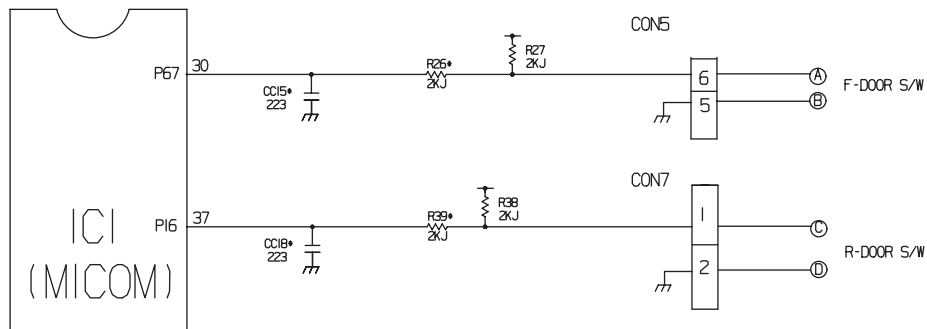 CON5
P67 30
R26*
2KJ
R27
2KJ
CC15*
223
6
5
A
B
F-DOOR S/W
CON7
P16 37
R39*
2KJ
R38
2KJ
CC18*
223
1
2
C
D
R-DOOR S/W
IC1
(MICOM)